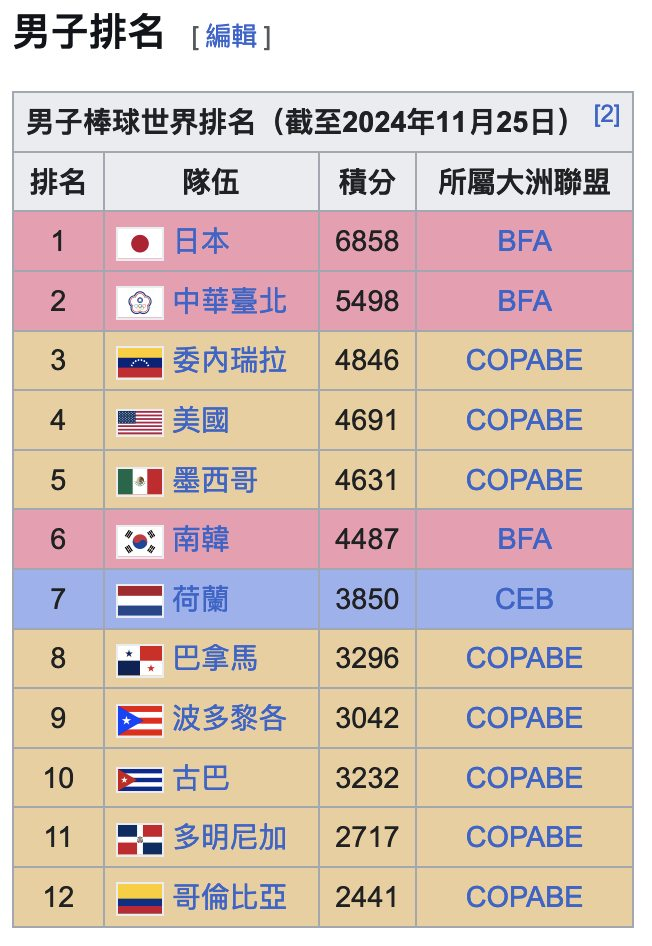 男子排名 [編輯]
男子棒球世界排名（截至2024年11月25日） [2]
排名 隊伍 積分 所屬大洲聯盟
1 日本 6858 BFA
2 中華臺北 5498 BFA
3 委內瑞拉 4846 COPABE
4 美國 4691 COPABE
5 墨西哥 4631 COPABE
6 南韓 4487 BFA
7 荷蘭 3850 CEB
8 巴拿馬 3296 COPABE
9 波多黎各 3042 COPABE
10 古巴 3232 COPABE
11 多明尼加 2717 COPABE
12 哥倫比亞 2441 COPABE